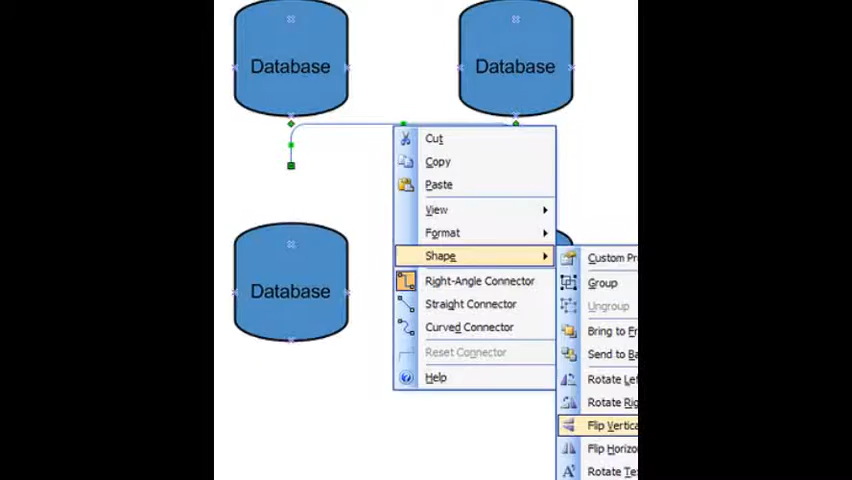 Database
Database
Cut
Copy
Paste
View
Format
Shape
Database
Custom Pr
Right-Angle Connector
Group
Straight Connector
Ungroup
Curved Connector
Bring to Fr
Reset Connector
Send to Ba
Help
Rotate Lef
Rotate Rig
Flip Vertica
Flip Horizo
Rotate Te